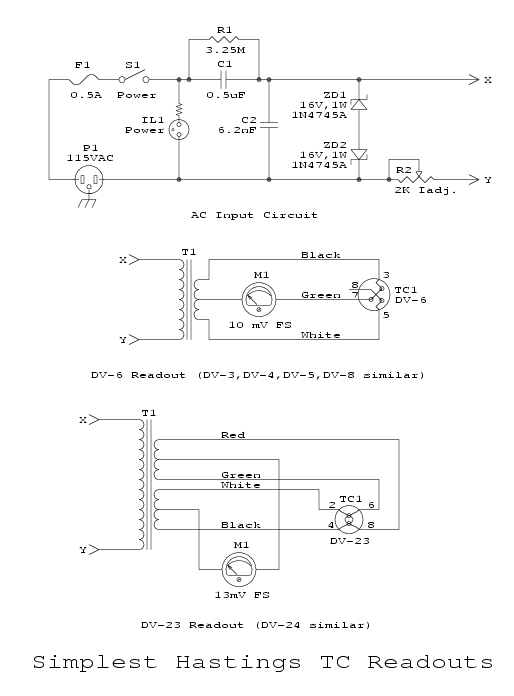 R1
3.25M
F1
S1
C1
X
0.5A
Power
0.5uF
ZD1
16V,1W
1N4745A
IL1
Power
C2
6.2mF
ZD2
16V,1W
1N4745A
P1
115VAC
R2
2K Iadj.
Y
AC Input Circuit
T1
X
Black
M1
3
8
Green
7
TC1
DV-6
10 mV FS
5
Y
White
DV-6 Readout (DV-3,DV-4,DV-5,DV-8 similar)
T1
X
Red
Green
White
TC1
2
6
Black
4
8
DV-23
Y
M1
13mV FS
DV-23 Readout (DV-24 similar)
Simplest Hastings TC Readouts